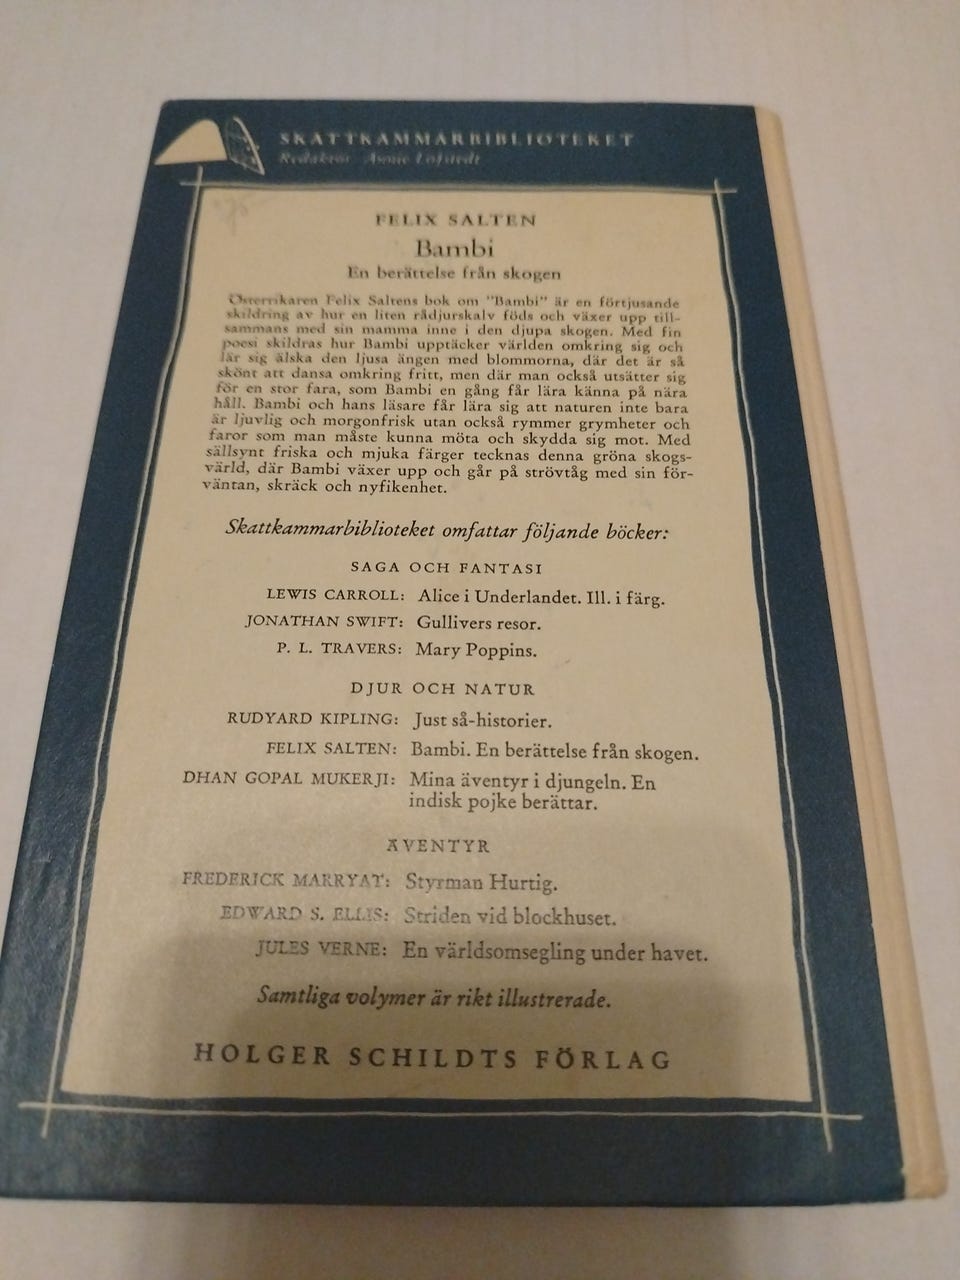 SKATTKAMMARBIBLIOTEKET
Redaktör Löfstedt
FELIX SALTEN
Bambi
En berättelse från skogen
Österrikaren Felix Saltens bok om "Bambi" är en förtjusande
skildring av hur en liten rådjurskalv föds och växer upp till-
sammans med sin mamma inne i den djupa skogen. Med fin
poesi skildras hur Bambi upptäcker världen omkring sig och
lär sig älska den ljusa ängen med blommorna, där det är så
skönt att dansa omkring fritt, men där man också utsätter sig
för en stor fara, som Bambi en gång får lära känna på nära
håll. Bambi och hans läsare får lära sig att naturen inte bara
är ljuvlig och morgonfrisk utan också rymmer grymheter och
faror som man måste kunna möta och skydda sig mot. Med
sällsynt friska och mjuka färger tecknas denna gröna skogs-
värld, där Bambi växer upp och går på strövtåg med sin för-
väntan, skräck och nyfikenhet.
Skattkammarbiblioteket omfattar följande böcker:
SAGA OCH FANTASI
LEWIS CARROLL: Alice i Underlandet. Ill. i färg.
JONATHAN SWIFT: Gullivers resor.
P. L. TRAVERS: Mary Poppins.
DJUR OCH NATUR
RUDYARD KIPLING: Just så-historier.
FELIX SALTEN: Bambi. En berättelse från skogen.
DHAN GOPAL MUKERJI: Mina äventyr i djungeln. En
indisk pojke berättar.
ÄVENTYR
FREDERICK MARRYAT: Styrman Hurtig.
EDWARD S. ELLIS: Striden vid blockhuset.
JULES VERNE: En världsomsegling under havet.
Samtliga volymer är rikt illustrerade.
HOLGER SCHILDTS FÖRLAG